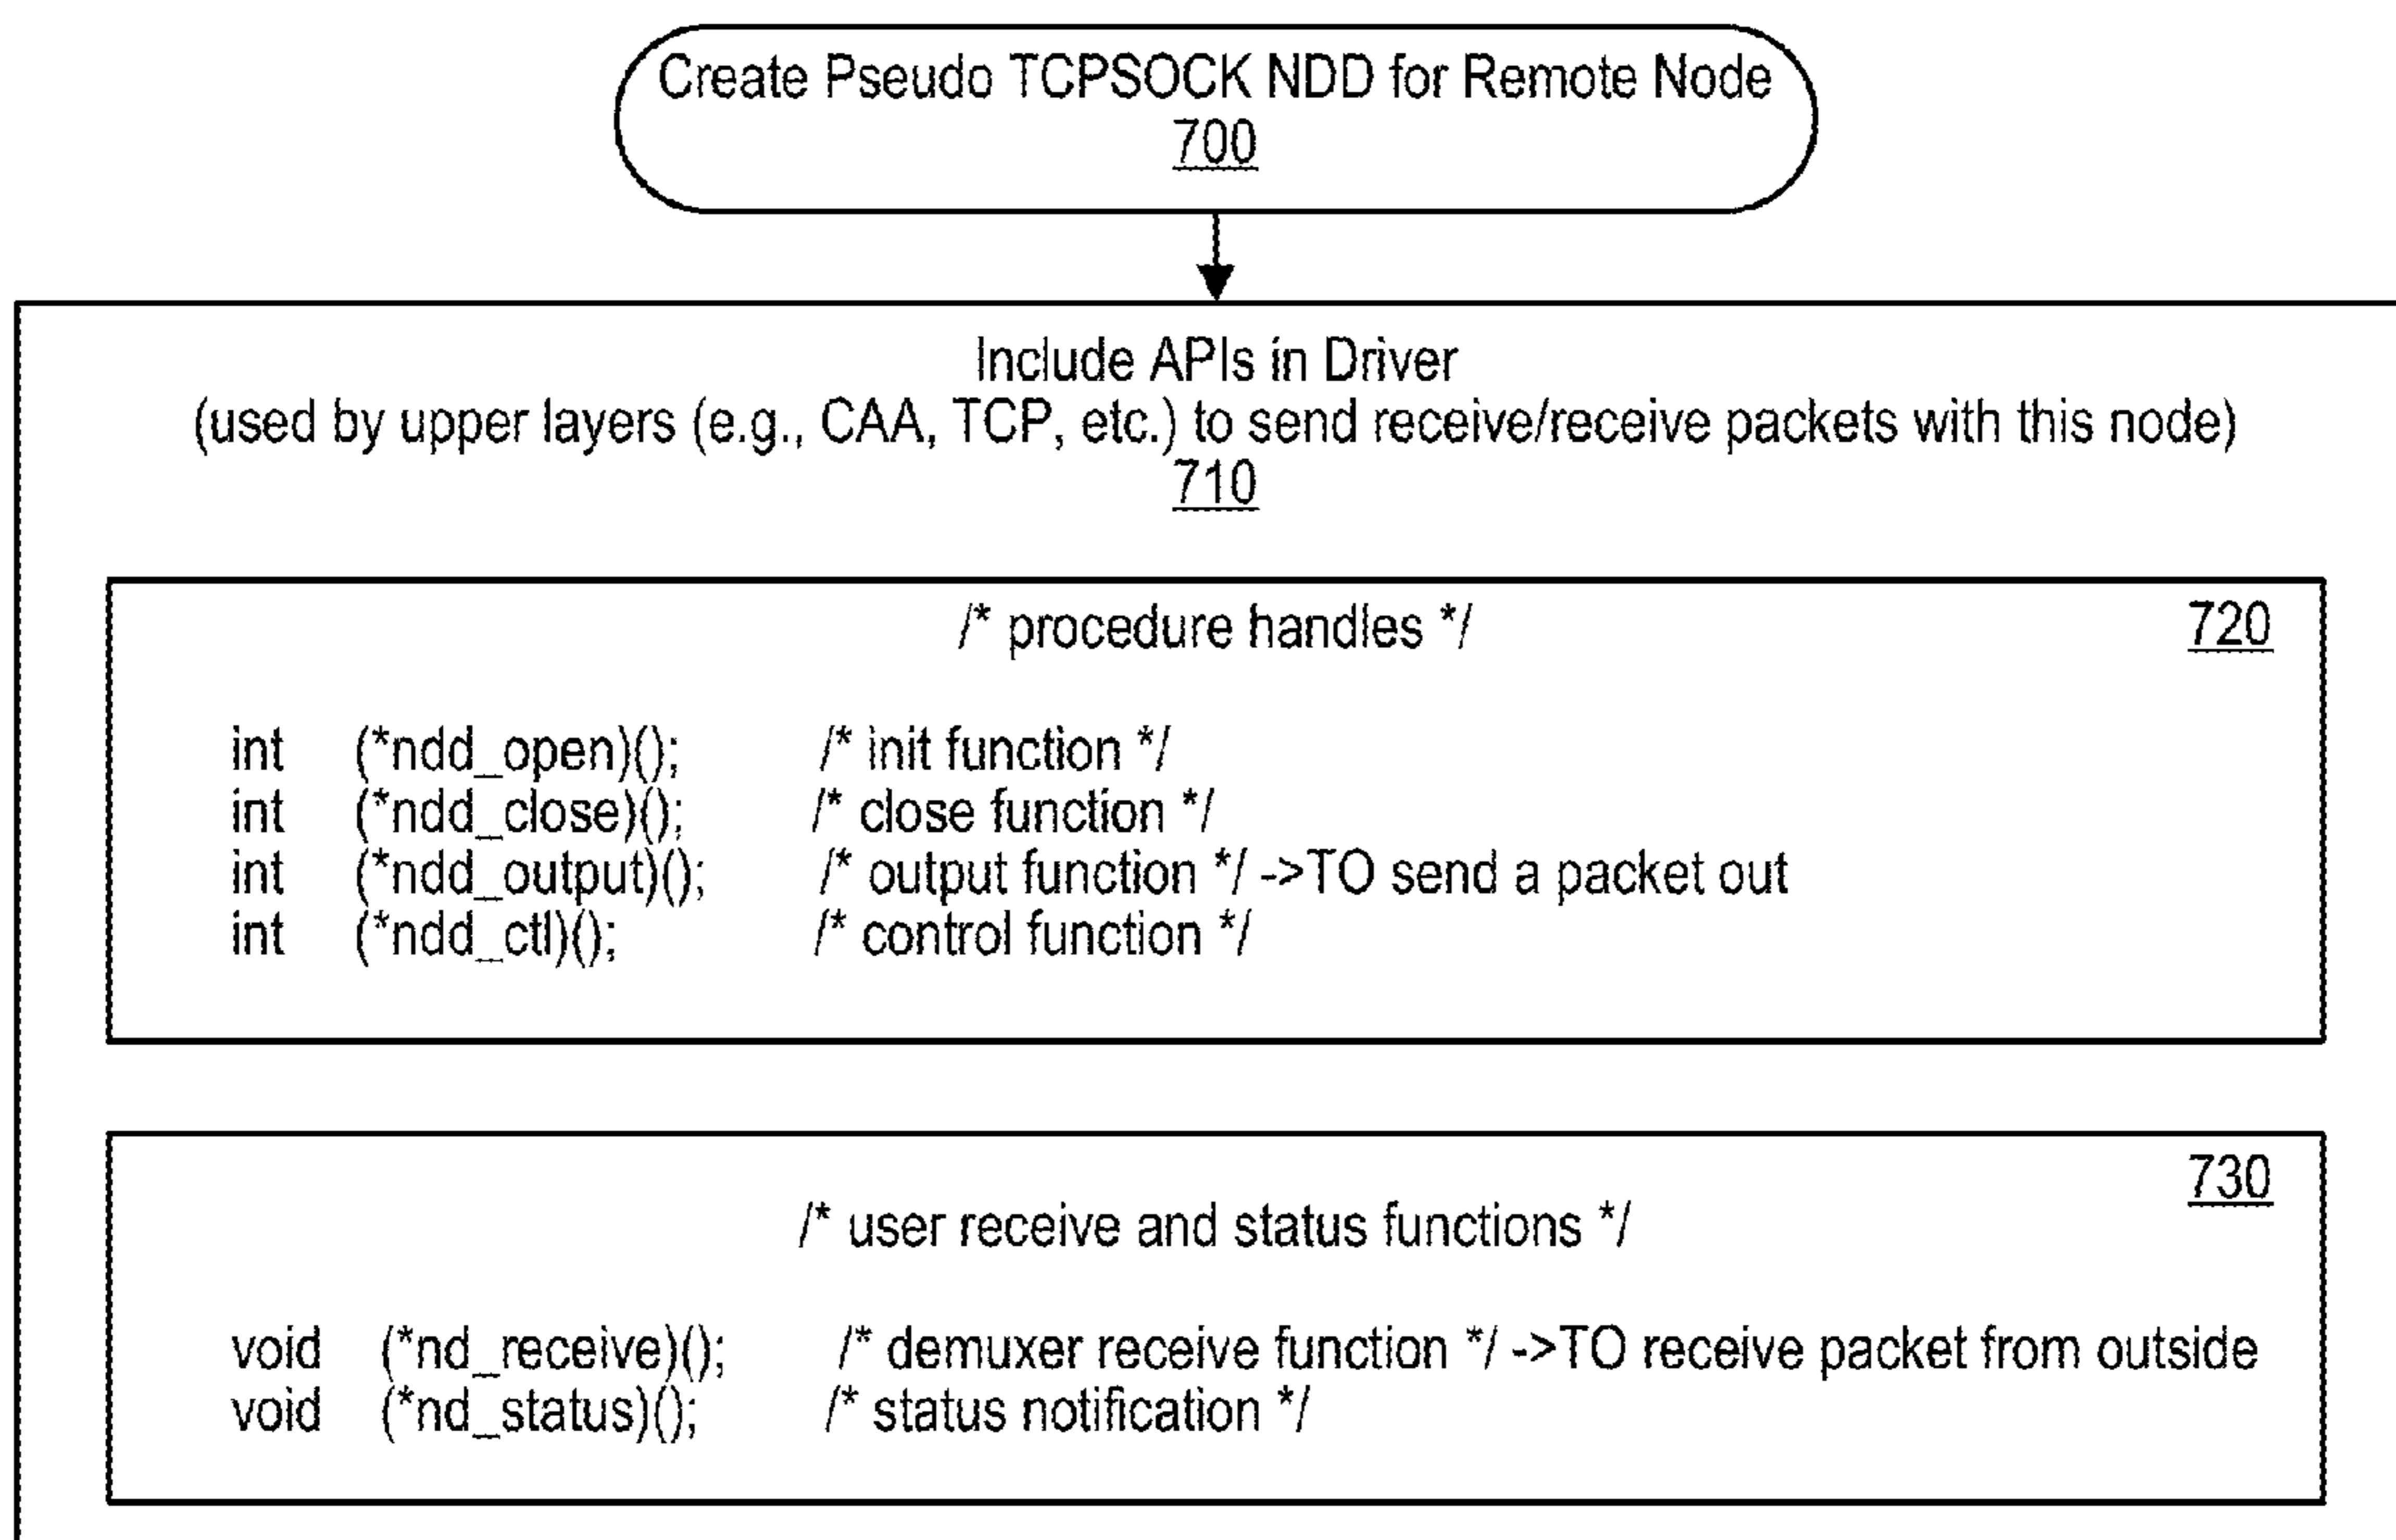 Create Pseudo TCPSOCK NDD for Remote Node
700
Include APIs in Driver
(used by upper layers (e.g., CAA, TCP, etc.) to send receive/receive packets with this node)
710
/* procedure handles */ 720
int (*ndd_open)(); /* init function */
int (*ndd_close)(); /* close function */
int (*ndd_output)(); /* output function */ ->TO send a packet out
int (*ndd_ctl)(); /* control function */
730
/* user receive and status functions */
void (*nd_receive)(); /* demuxer receive function */ ->TO receive packet from outside
void (*nd_status)(); /* status notification */